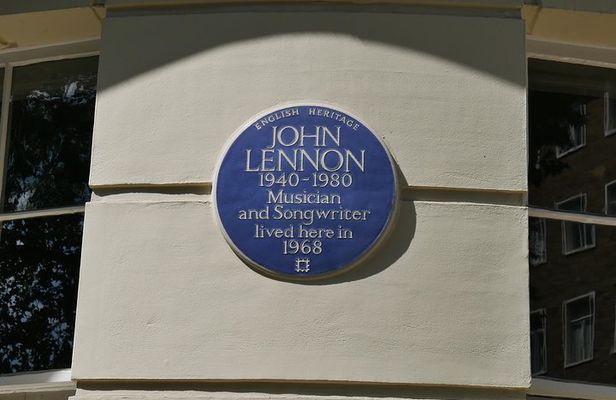 ENGLISH HERITAGE
JOHN
LENNON
1940-1980
Musician
and Songwriter
lived here in
1968